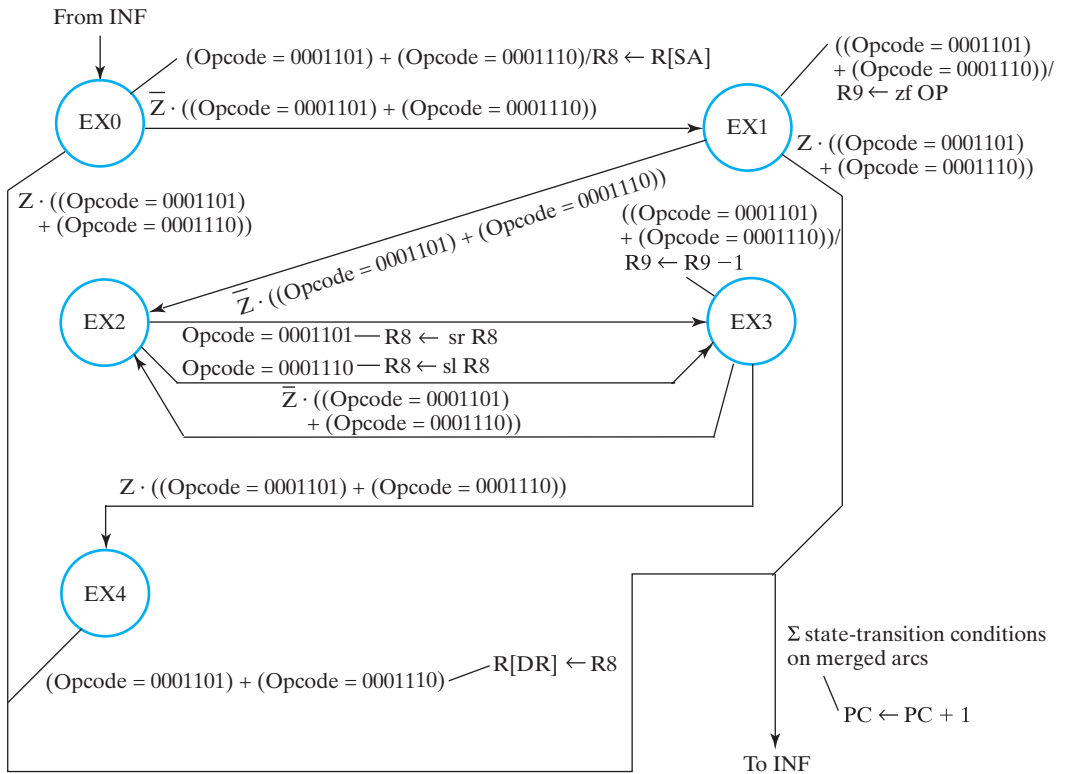 From INF
(Opcode = 0001101) + (Opcode = 0001110)/R8 ← R[SA]
((Opcode = 0001101)
+ (Opcode = 0001110))/
R9 ← zf OP
EX0
Z̅ · ((Opcode = 0001101) + (Opcode = 0001110))
EX1
Z · ((Opcode = 0001101)
+ (Opcode = 0001110))
Z · ((Opcode = 0001101)
+ (Opcode = 0001110))
Z̅ · ((Opcode = 0001101) + (Opcode = 0001110))
((Opcode = 0001101)
+ (Opcode = 0001110))/
R9 ← R9 −1
EX2
EX3
Opcode = 0001101 — R8 ← sr R8
Opcode = 0001110 — R8 ← sl R8
Z̅ · ((Opcode = 0001101)
+ (Opcode = 0001110))
Z · ((Opcode = 0001101) + (Opcode = 0001110))
EX4
(Opcode = 0001101) + (Opcode = 0001110)
R[DR] ← R8
Σ state-transition conditions
on merged arcs
PC ← PC + 1
To INF